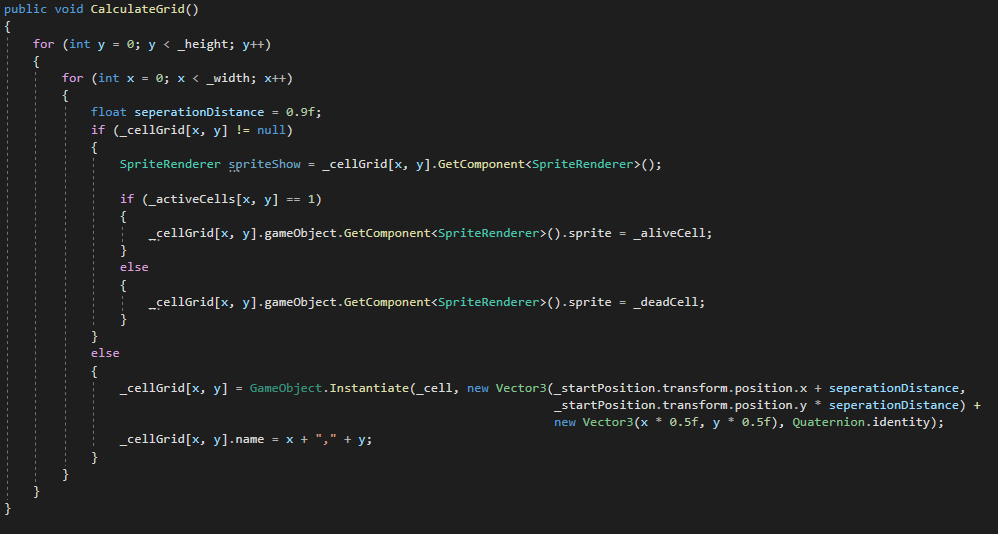 public void CalculateGrid()
{
for (int y = 0; y < _height; y++)
{
for (int x = 0; x < _width; x++)
{
float seperationDistance = 0.9f;
if (_cellGrid[x, y] != null)
{
SpriteRenderer spriteShow = _cellGrid[x, y].GetComponent<SpriteRenderer>();
if (_activeCells[x, y] == 1)
{
_cellGrid[x, y].gameObject.GetComponent<SpriteRenderer>().sprite = _aliveCell;
}
else
{
_cellGrid[x, y].gameObject.GetComponent<SpriteRenderer>().sprite = _deadCell;
}
}
else
{
_cellGrid[x, y] = GameObject.Instantiate(_cell, new Vector3(_startPosition.transform.position.x + seperationDistance,
_startPosition.transform.position.y * seperationDistance) +
new Vector3(x * 0.5f, y * 0.5f), Quaternion.identity);
_cellGrid[x, y].name = x + "," + y;
}
}
}
}